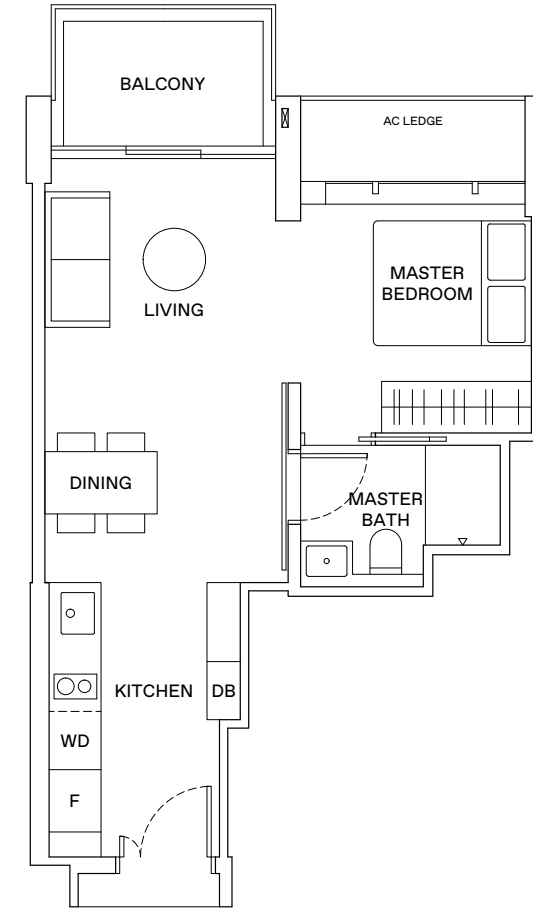 BALCONY
AC LEDGE
MASTER
BEDROOM
LIVING
DINING
MASTER
BATH
KITCHEN
DB
WD
F